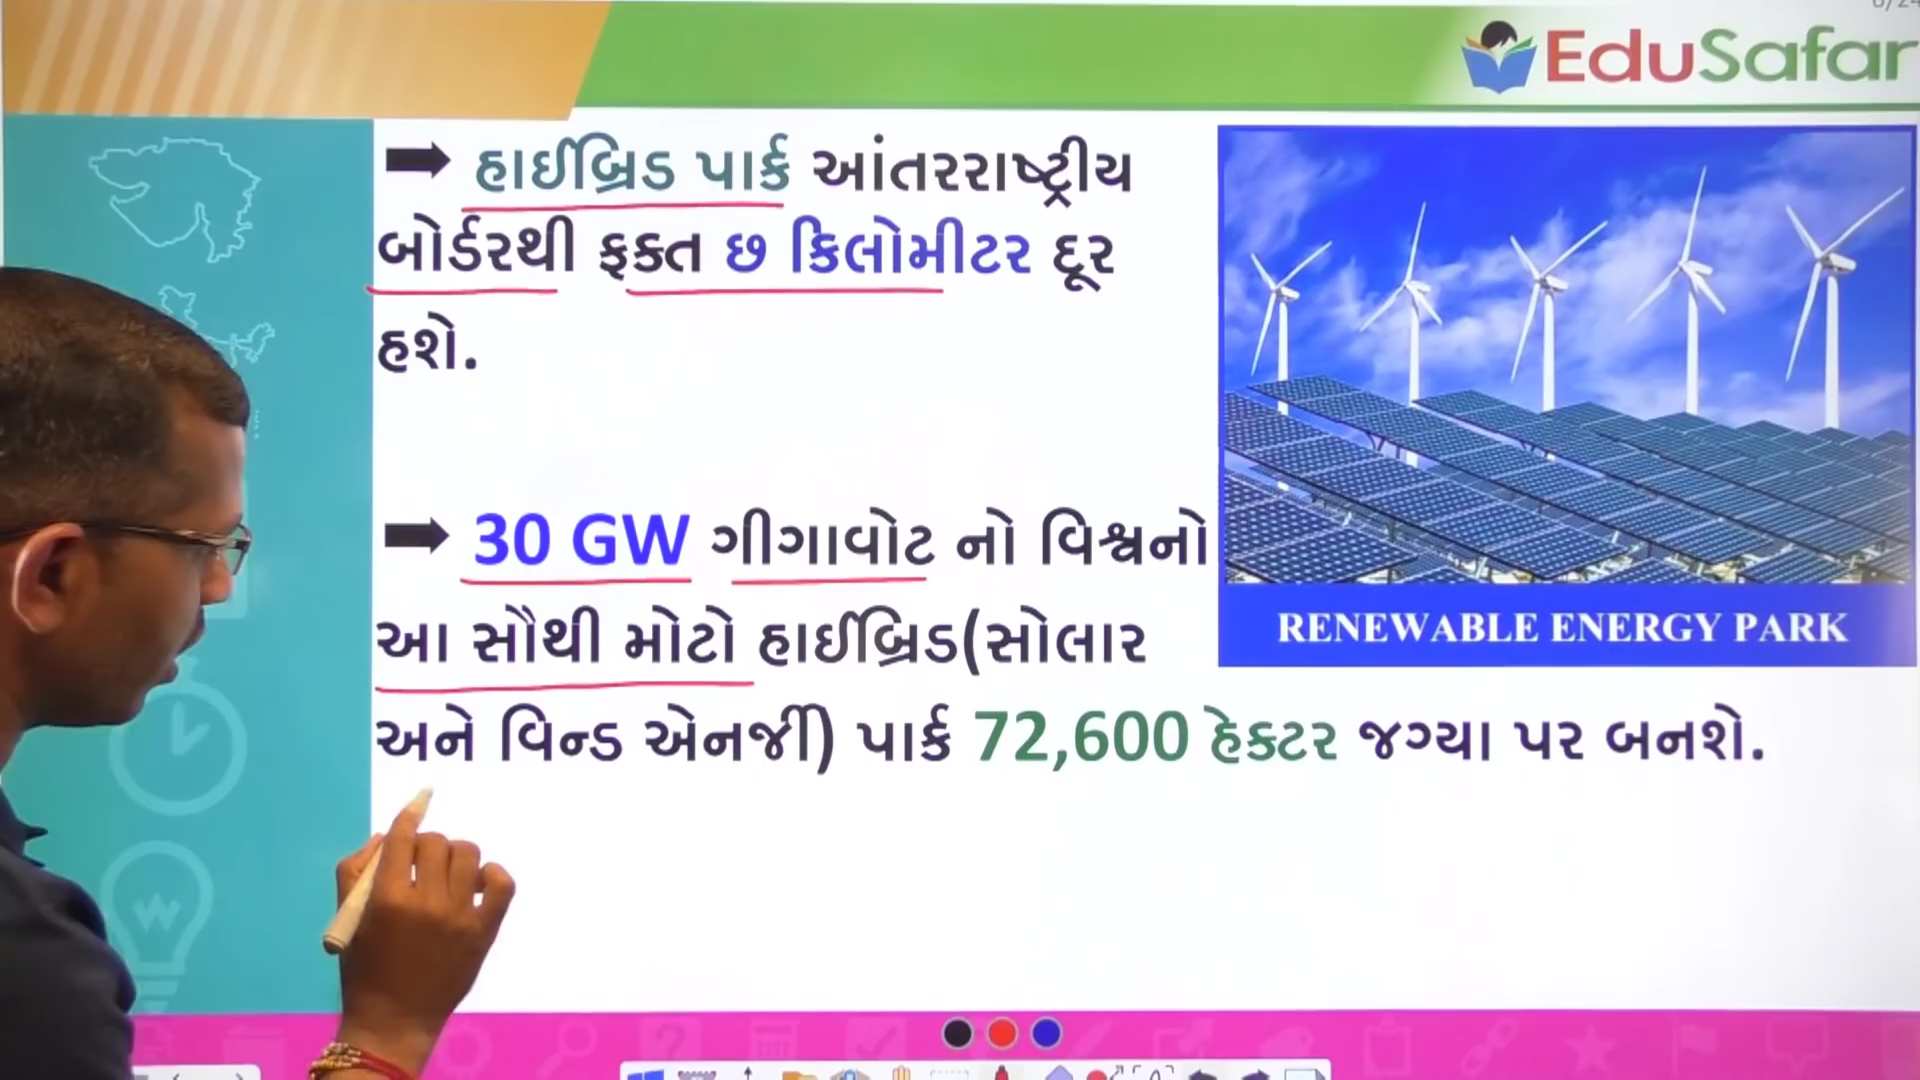 EduSafar
➡ હાઈબ્રિડ પાર્ક આંતરરાષ્ટ્રીય
બોર્ડરથી ફક્ત છ કિલોમીટર દૂર
હશે.
➡ 30 GW ગીગાવોટ નો વિશ્વનો
આ સૌથી મોટો હાઈબ્રિડ(સોલાર
અને વિન્ડ એનર્જી) પાર્ક 72,600 હેક્ટર જગ્યા પર બનશે.
RENEWABLE ENERGY PARK